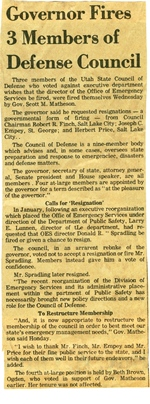 Governor Fires
3 Members of
Defense Council
Three members of the Utah State Council of
Defense who voted against executive department
wishes that the director of the Office of Emergency
Services be fired, were fired themselves Wednesday
by Gov. Scott M. Matheson.
The governor said he requested resignations — a
governmental form of firing — from Council
Chairman Robert H. Finch, Salt Lake City; Joseph C.
Empey, St. George; and Herbert Price, Salt Lake
City.
The Council of Defense is a nine-member body
which advises and, in some cases, oversees state
preparation and response to emergencies, disasters
and defense matters.
The governor, secretary of state, attorney general,
Senate president and House speaker, are all
members. Four at-large members are appointed by
the governor for a term described as "at the pleasure
of the governor."
Calls for 'Resignation'
In January, following an executive reorganization
which placed the Office of Emergency Services under
direction of the Department of Public Safety, Larry
E. Lunnen, director of the department, had requested
that OES director Donald R. Spradling be
fired or given a chance to resign.
The council, in an arrears rebuke of the
governor, voted not to accept a resignation or fire Mr.
Spradling. Members instead gave him a vote of
confidence.
Mr. Spradling later resigned.
"The recent organization of the Division of
Emergency Services and its administrative placement
within the Department of Public Safety has
necessarily brought new policy directions and a new
role for the Council of Defense.
To Restructure Membership
"And, it is now appropriate to restructure the
membership of the council in order to best meet our
state's emergency management needs," Gov. Matheson
said Monday.
"I wish to thank Mr. Finch, Mr. Empey and Mr.
Price for their fine public service to the state, and I
wish each of them well in their future endeavors," he
added.
The fourth at-large position is held by Beth Brown,
Ogden, who voted in support of Gov. Matheson
earlier. Her tenure was not affected.